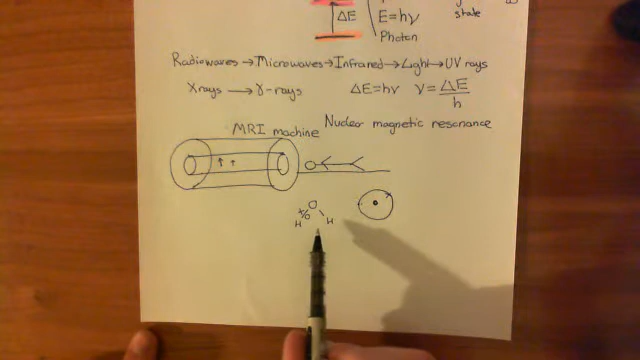 ΔE
E=hν
state
Photon
Radiowaves → Microwaves → Infrared → Light → UV rays
Xrays → γ-rays ΔE=hν ν=ΔE/h
MRI machine Nuclear magnetic resonance
O
H H